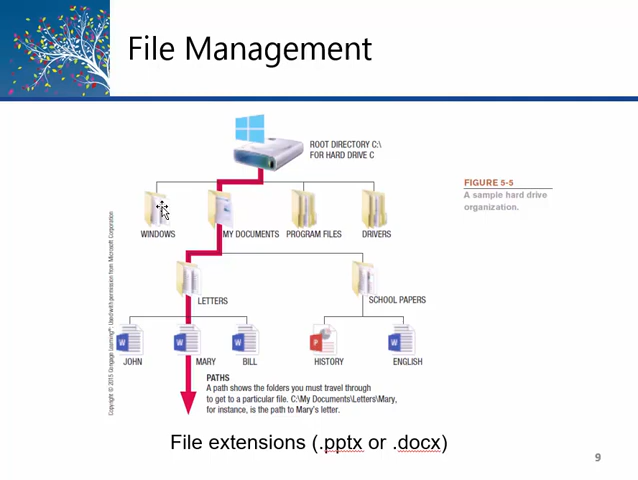 File Management
ROOT DIRECTORY C:\
FOR HARD DRIVE C
FIGURE 5-5
A sample hard drive
organization.
WINDOWS
MY DOCUMENTS
PROGRAM FILES
DRIVERS
LETTERS
SCHOOL PAPERS
W
W
W
P
W
JOHN
MARY
BILL
HISTORY
ENGLISH
PATHS
A path shows the folders you must travel through
to get to a particular file. C:\My Documents\Letters\Mary,
for instance, is the path to Mary's letter.
Copyright © 2015 Cengage Learning® Used with permission from Microsoft Corporation
File extensions (.pptx or .docx)
9